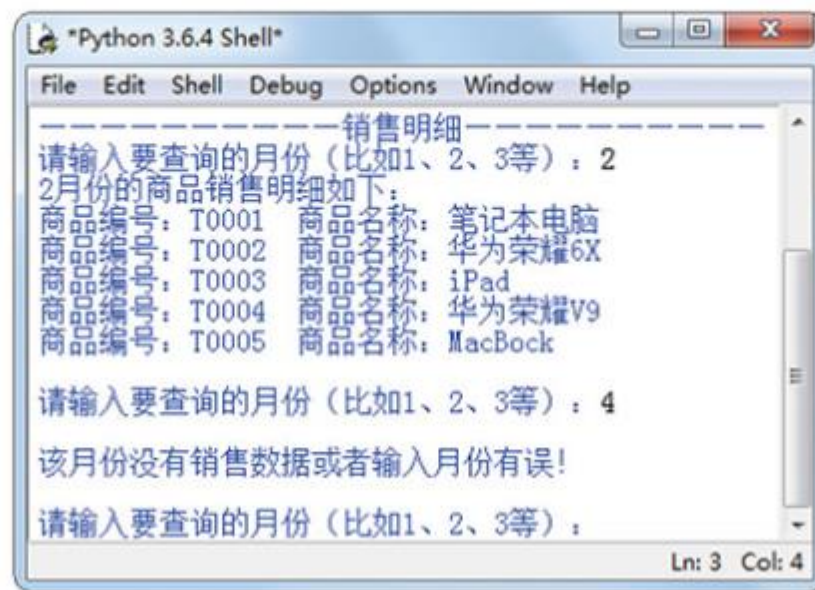 *Python 3.6.4 Shell*
File Edit Shell Debug Options Window Help
———————————销售明细———————————
请输入要查询的月份（比如1、2、3等）：2
2月份的商品销售明细如下：
商品编号：T0001 商品名称：笔记本电脑
商品编号：T0002 商品名称：华为荣耀6X
商品编号：T0003 商品名称：iPad
商品编号：T0004 商品名称：华为荣耀V9
商品编号：T0005 商品名称：MacBock
请输入要查询的月份（比如1、2、3等）：4
该月份没有销售数据或者输入月份有误！
请输入要查询的月份（比如1、2、3等）：
Ln: 3 Col: 4